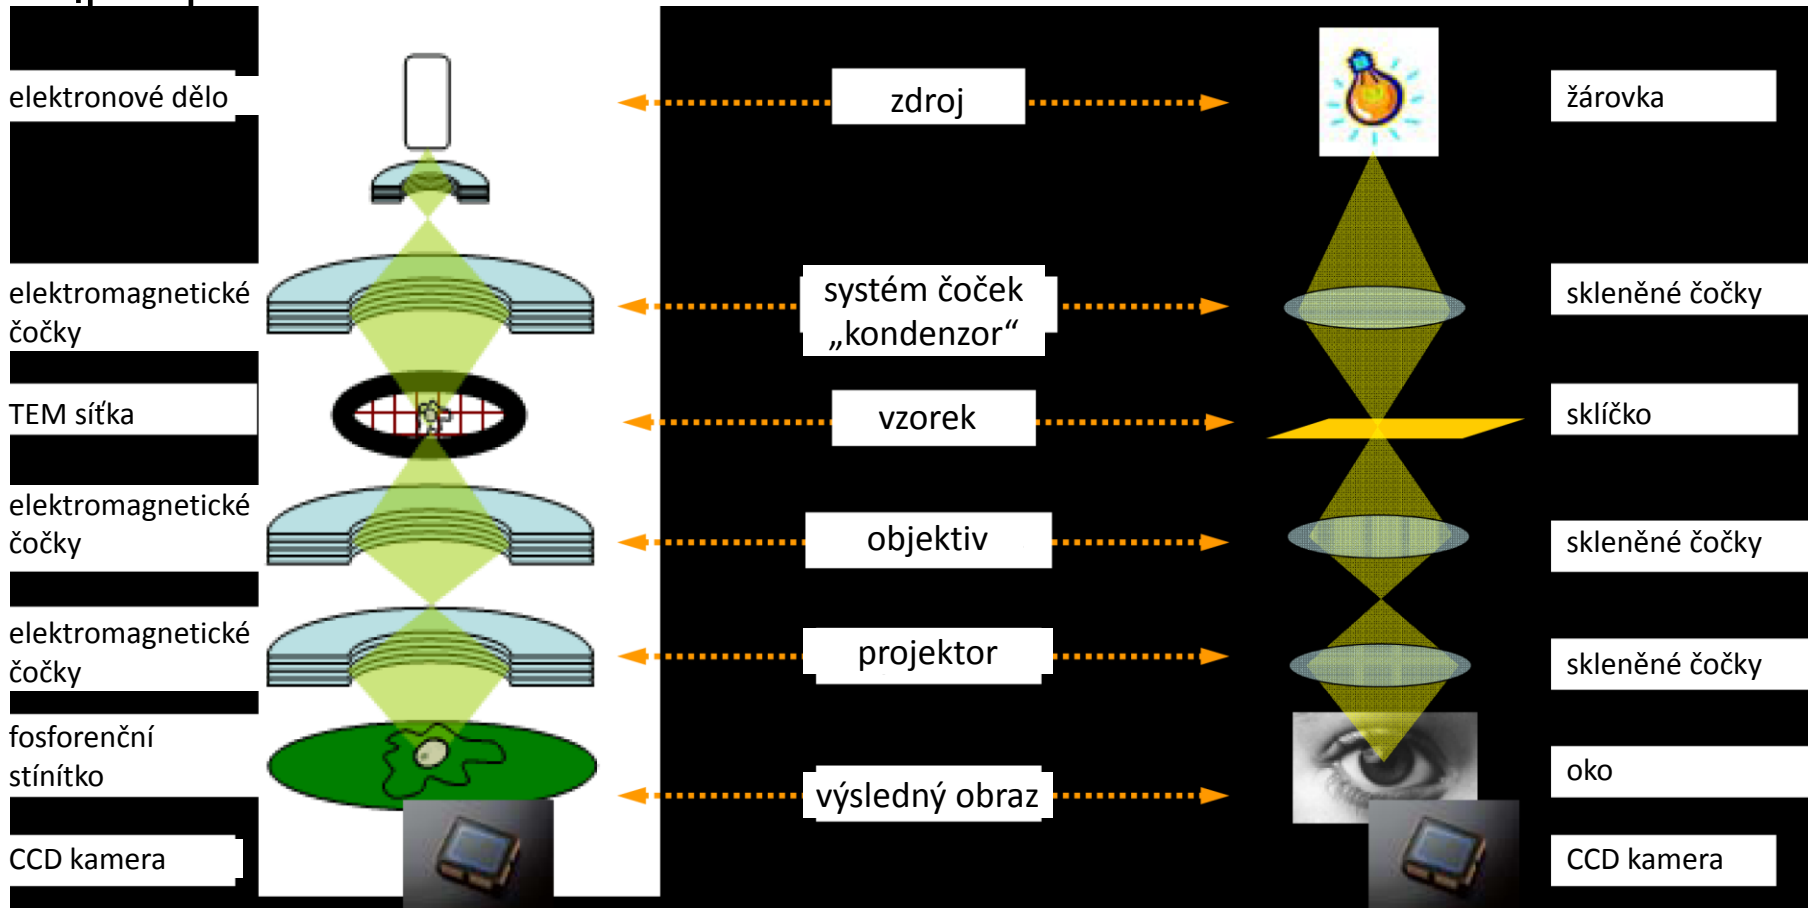 elektronové dělo
zdroj
žárovka
elektromagnetické
čočky
systém čoček
„kondenzor“
skleněné čočky
TEM síťka
vzorek
sklíčko
elektromagnetické
čočky
objektiv
skleněné čočky
elektromagnetické
čočky
projektor
skleněné čočky
fosforenční
stínítko
výsledný obraz
oko
CCD kamera
CCD kamera